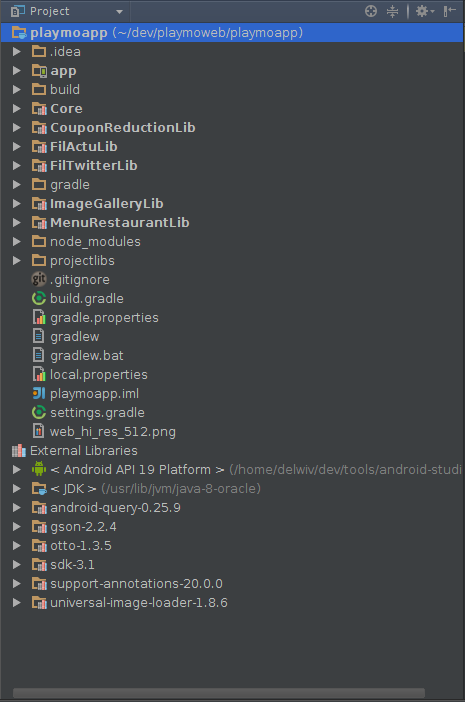 Project
playmoapp (~/dev/playmoweb/playmoapp)
.idea
app
build
Core
CouponReductionLib
FilActuLib
FilTwitterLib
gradle
ImageGalleryLib
MenuRestaurantLib
node_modules
projectlibs
.gitignore
build.gradle
gradle.properties
gradlew
gradlew.bat
local.properties
playmoapp.iml
settings.gradle
web_hi_res_512.png
External Libraries
< Android API 19 Platform > (/home/delwiv/dev/tools/android-studi
< JDK > (/usr/lib/jvm/java-8-oracle)
android-query-0.25.9
gson-2.2.4
otto-1.3.5
sdk-3.1
support-annotations-20.0.0
universal-image-loader-1.8.6